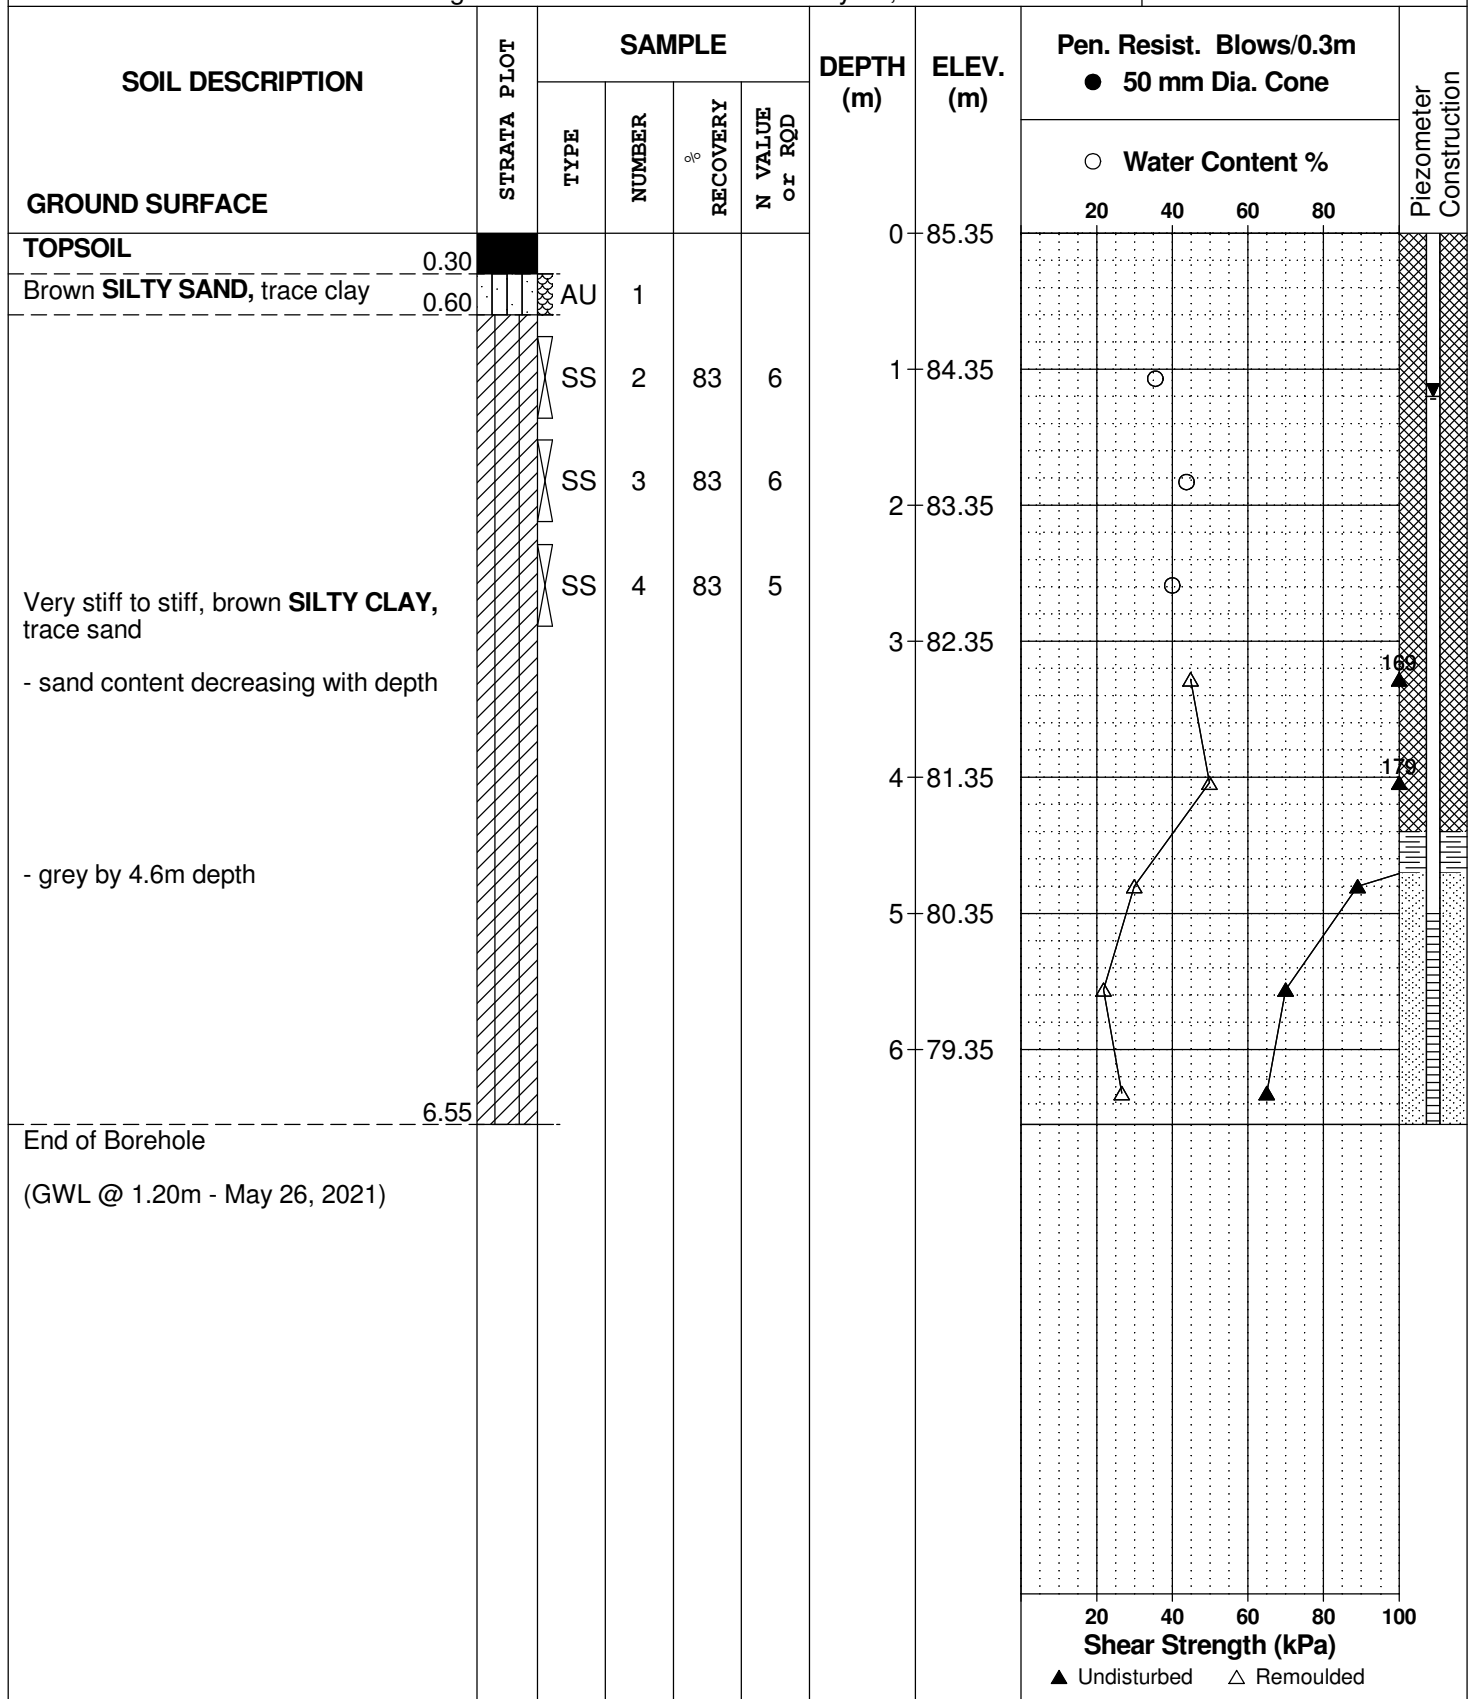 SOIL DESCRIPTION
GROUND SURFACE
STRATA PLOT
SAMPLE
TYPE
NUMBER
% RECOVERY
N VALUE or RQD
DEPTH (m)
ELEV. (m)
Pen. Resist. Blows/0.3m
● 50 mm Dia. Cone
○ Water Content %
20 40 60 80
Piezometer Construction
TOPSOIL
0.30
Brown SILTY SAND, trace clay
0.60
AU 1
SS 2 83 6
SS 3 83 6
SS 4 83 5
Very stiff to stiff, brown SILTY CLAY,
trace sand
- sand content decreasing with depth
- grey by 4.6m depth
6.55
End of Borehole
(GWL @ 1.20m - May 26, 2021)
0 85.35
1 84.35
2 83.35
3 82.35
4 81.35
5 80.35
6 79.35
169
179
20 40 60 80 100
Shear Strength (kPa)
▲ Undisturbed △ Remoulded